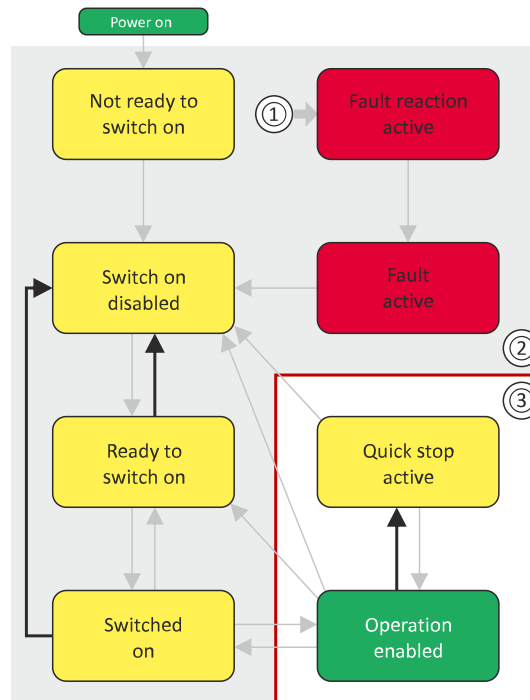 Power on
Not ready to
switch on
1
Fault reaction
active
Switch on
disabled
Fault
active
2
3
Ready to
switch on
Quick stop
active
Switched
on
Operation
enabled